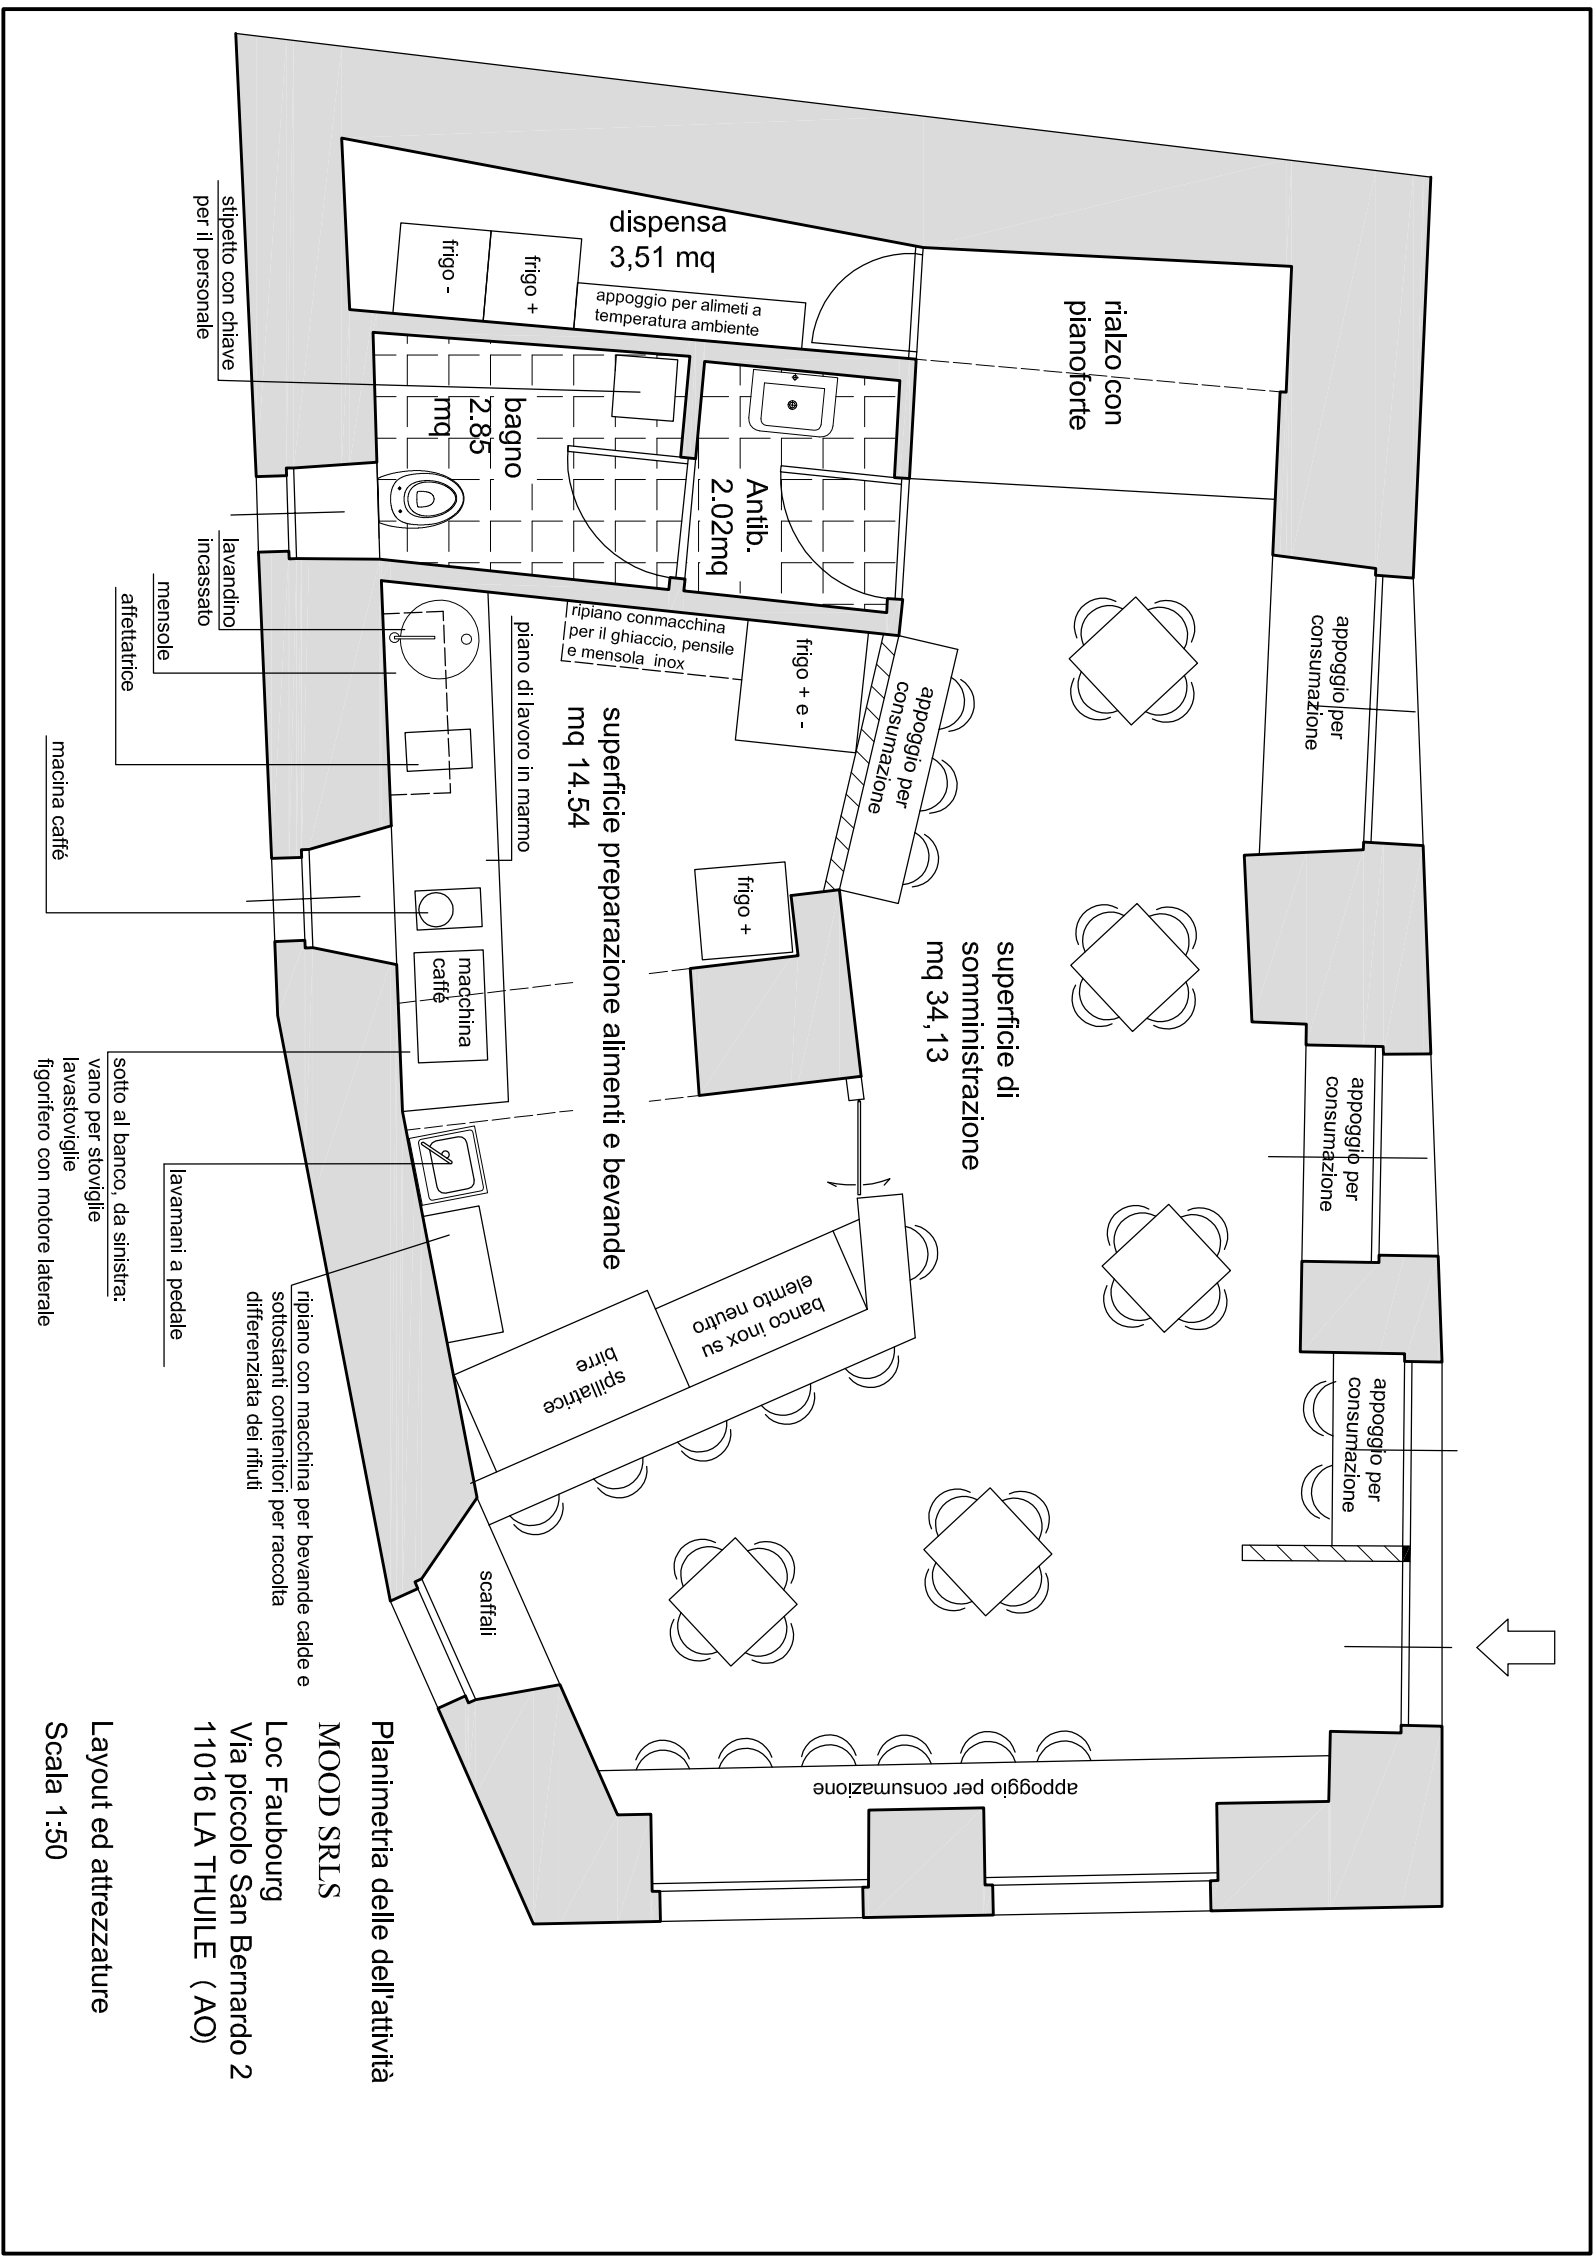 dispensa
3,51 mq
frigo -
frigo +
appoggio per alimeti a
temperatura ambiente
rialzo con
pianoforte
stipetto con chiave
per il personale
bagno
2.85
mq
Antib.
2.02mq
lavandino
incassato
mensole
affettatrice
macina caffé
piano di lavoro in marmo
ripiano conmacchina
per il ghiaccio, pensile
e mensola inox
frigo + e -
appoggio per
consumazione
appoggio per
consumazione
superficie preparazione alimenti e bevande
mq 14.54
frigo +
macchina
caffé
superficie di
somministrazione
mq 34,13
appoggio per
consumazione
appoggio per
consumazione
sotto al banco, da sinistra:
vano per stoviglie
lavastoviglie
figorifero con motore laterale
lavamani a pedale
ripiano con macchina per bevande calde e
sottostanti contenitori per raccolta
differenziata dei rifiuti
banco inox su
elemto neutro
spillatrice
birre
scaffali
appoggio per consumazione
Planimetria delle dell'attività
MOOD SRLS
Loc Faubourg
Via piccolo San Bernardo 2
11016 LA THUILE ( AO)
Layout ed attrezzature
Scala 1:50